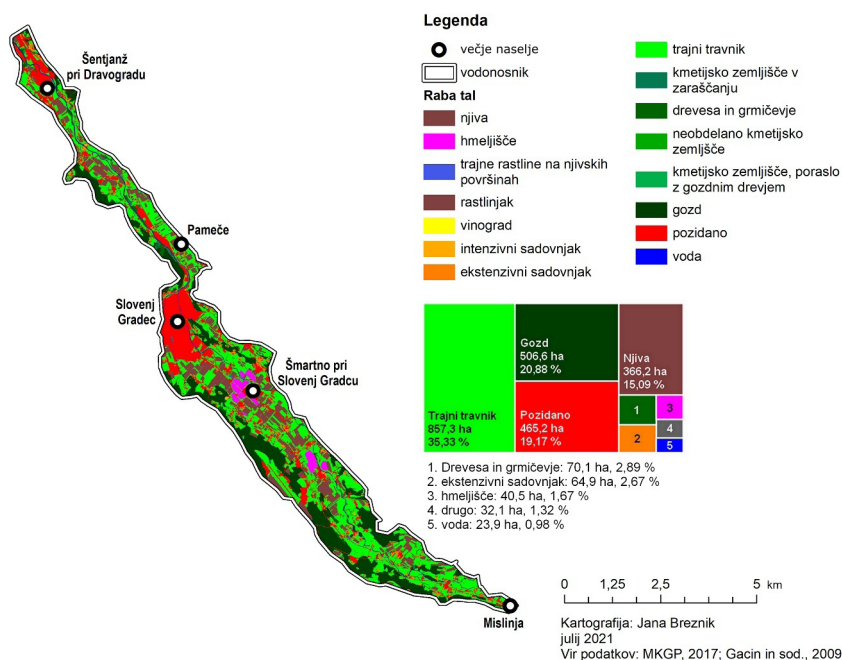 Šentjanž
pri Dravogradu
Pameče
Slovenj
Gradec
Šmartno pri
Slovenj Gradcu
Mislinja
Legenda
večje naselje
vodonosnik
Raba tal
njiva
hmeljišče
trajne rastline na njivskih
površinah
rastlinjak
vinograd
intenzivni sadovnjak
ekstenzivni sadovnjak
trajni travnik
kmetijsko zemljišče v
zaraščanju
drevesa in grmičevje
neobdelano kmetijsko
zemljšče
kmetijsko zemljišče, poraslo
z gozdnim drevjem
gozd
pozidano
voda
Trajni travnik
857,3 ha
35,33 %
Gozd
506,6 ha
20,88 %
Pozidano
465,2 ha
19,17 %
Njiva
366,2 ha
15,09 %
1
2
3
4
5
1. Drevesa in grmičevje: 70,1 ha, 2,89 %
2. ekstenzivni sadovnjak: 64,9 ha, 2,67 %
3. hmeljišče: 40,5 ha, 1,67 %
4. drugo: 32,1 ha, 1,32 %
5. voda: 23,9 ha, 0,98 %
0 1,25 2,5 5 km
Kartografija: Jana Breznik
julij 2021
Vir podatkov: MKGP, 2017; Gacin in sod., 2009